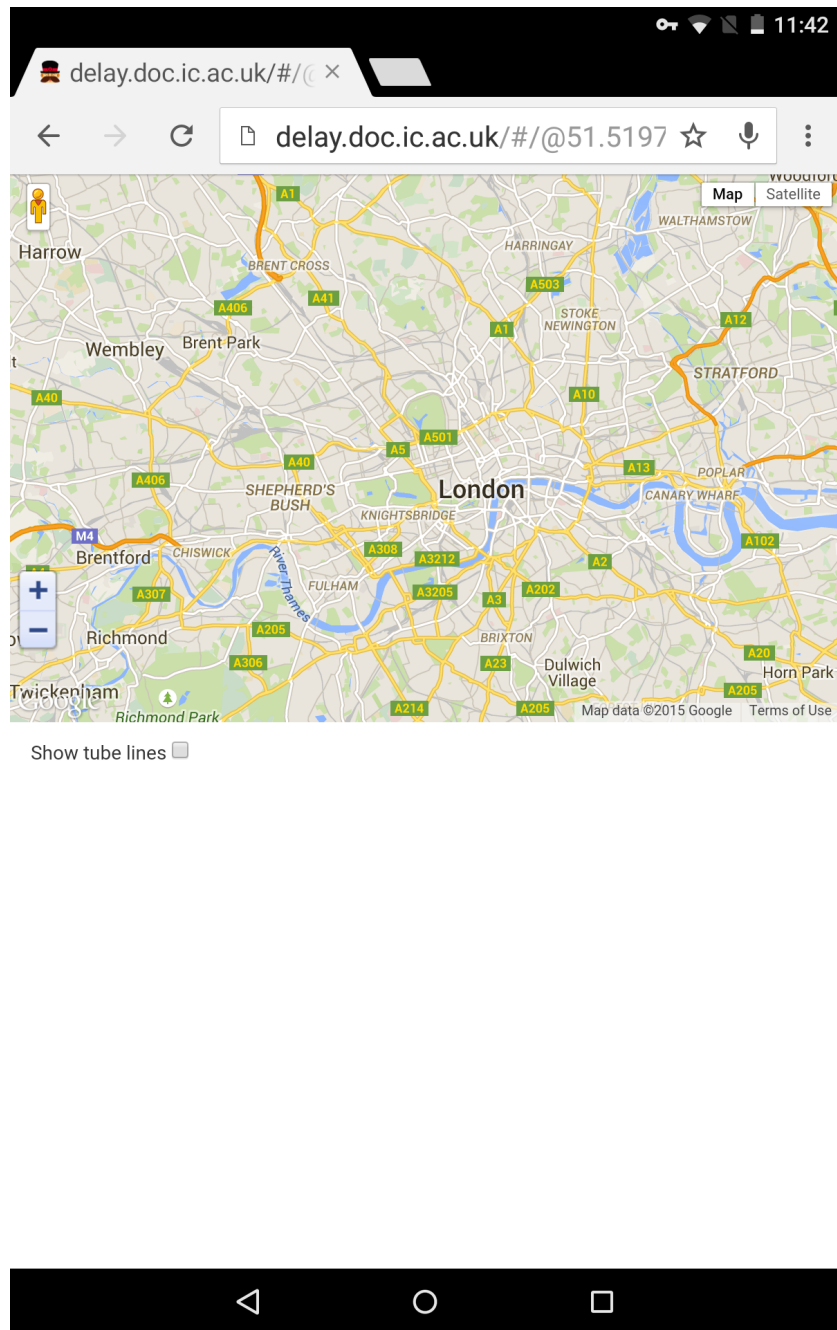 11:42
delay.doc.ic.ac.uk/#/@
delay.doc.ic.ac.uk/#/@51.5197
Map Satellite
A1
WALTHAMSTOW
Harrow
HARRINGAY
BRENT CROSS
A503
A41
A406
STOKE
NEWINGTON
A12
A1
Brent Park
Wembley
STRATFORD
A40
A10
A501
A5
A40
A13
POPLAR
A406
SHEPHERD'S
BUSH
London
CANARY WHARF
KNIGHTSBRIDGE
M4
A102
Brentford
CHISWICK
A308
A3212
A2
River Thames
FULHAM
A307
A3205
A3
A202
A205
Richmond
BRIXTON
A306
A23
Dulwich
Village
A20
Horn Park
Twickenham
A205
Google
Richmond Park
A214
A205
Map data ©2015 Google
Terms of Use
Show tube lines